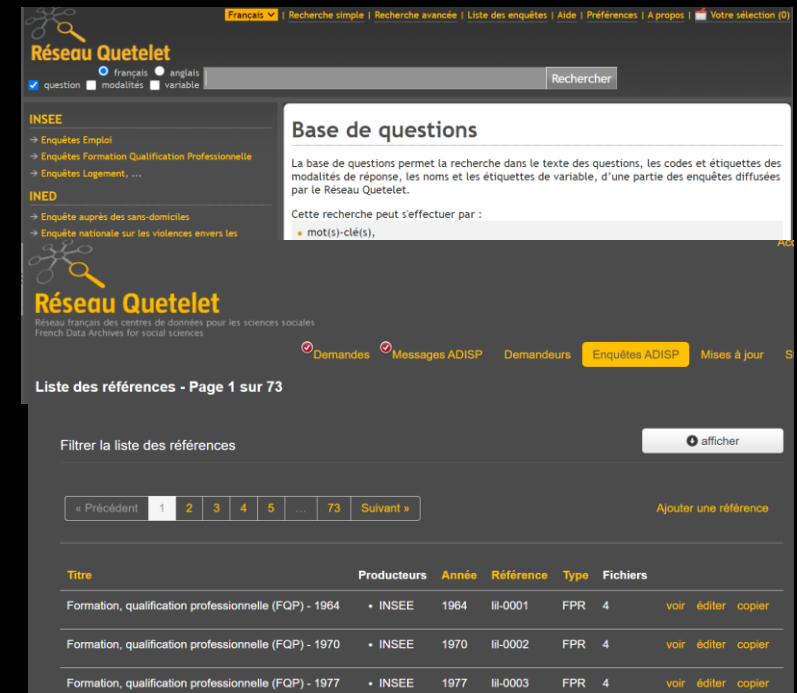 Français | Recherche simple | Recherche avancée | Liste des enquêtes | Aide | Préférences | A propos | Votre sélection (0)
Réseau Quetelet
français anglais
question modalités variable Rechercher
INSEE
→ Enquêtes Emploi
→ Enquêtes Formation Qualification Professionnelle
→ Enquêtes Logement, ...
INED
→ Enquête auprès des sans-domiciles
→ Enquête nationale sur les violences envers les
Base de questions
La base de questions permet la recherche dans le texte des questions, les codes et étiquettes des
modalités de réponse, les noms et les étiquettes de variable, d'une partie des enquêtes diffusées
par le Réseau Quetelet.
Cette recherche peut s'effectuer par :
• mot(s)-clé(s),
Réseau Quetelet
Réseau français des centres de données pour les sciences sociales
French Data Archives for social sciences
Demandes Messages ADISP Demandeurs Enquêtes ADISP Mises à jour
Liste des références - Page 1 sur 73
Filtrer la liste des références afficher
« Précédent 1 2 3 4 5 ... 73 Suivant » Ajouter une référence
Titre Producteurs Année Référence Type Fichiers
Formation, qualification professionnelle (FQP) - 1964 • INSEE 1964 lil-0001 FPR 4 voir éditer copier
Formation, qualification professionnelle (FQP) - 1970 • INSEE 1970 lil-0002 FPR 4 voir éditer copier
Formation, qualification professionnelle (FQP) - 1977 • INSEE 1977 lil-0003 FPR 4 voir éditer copier